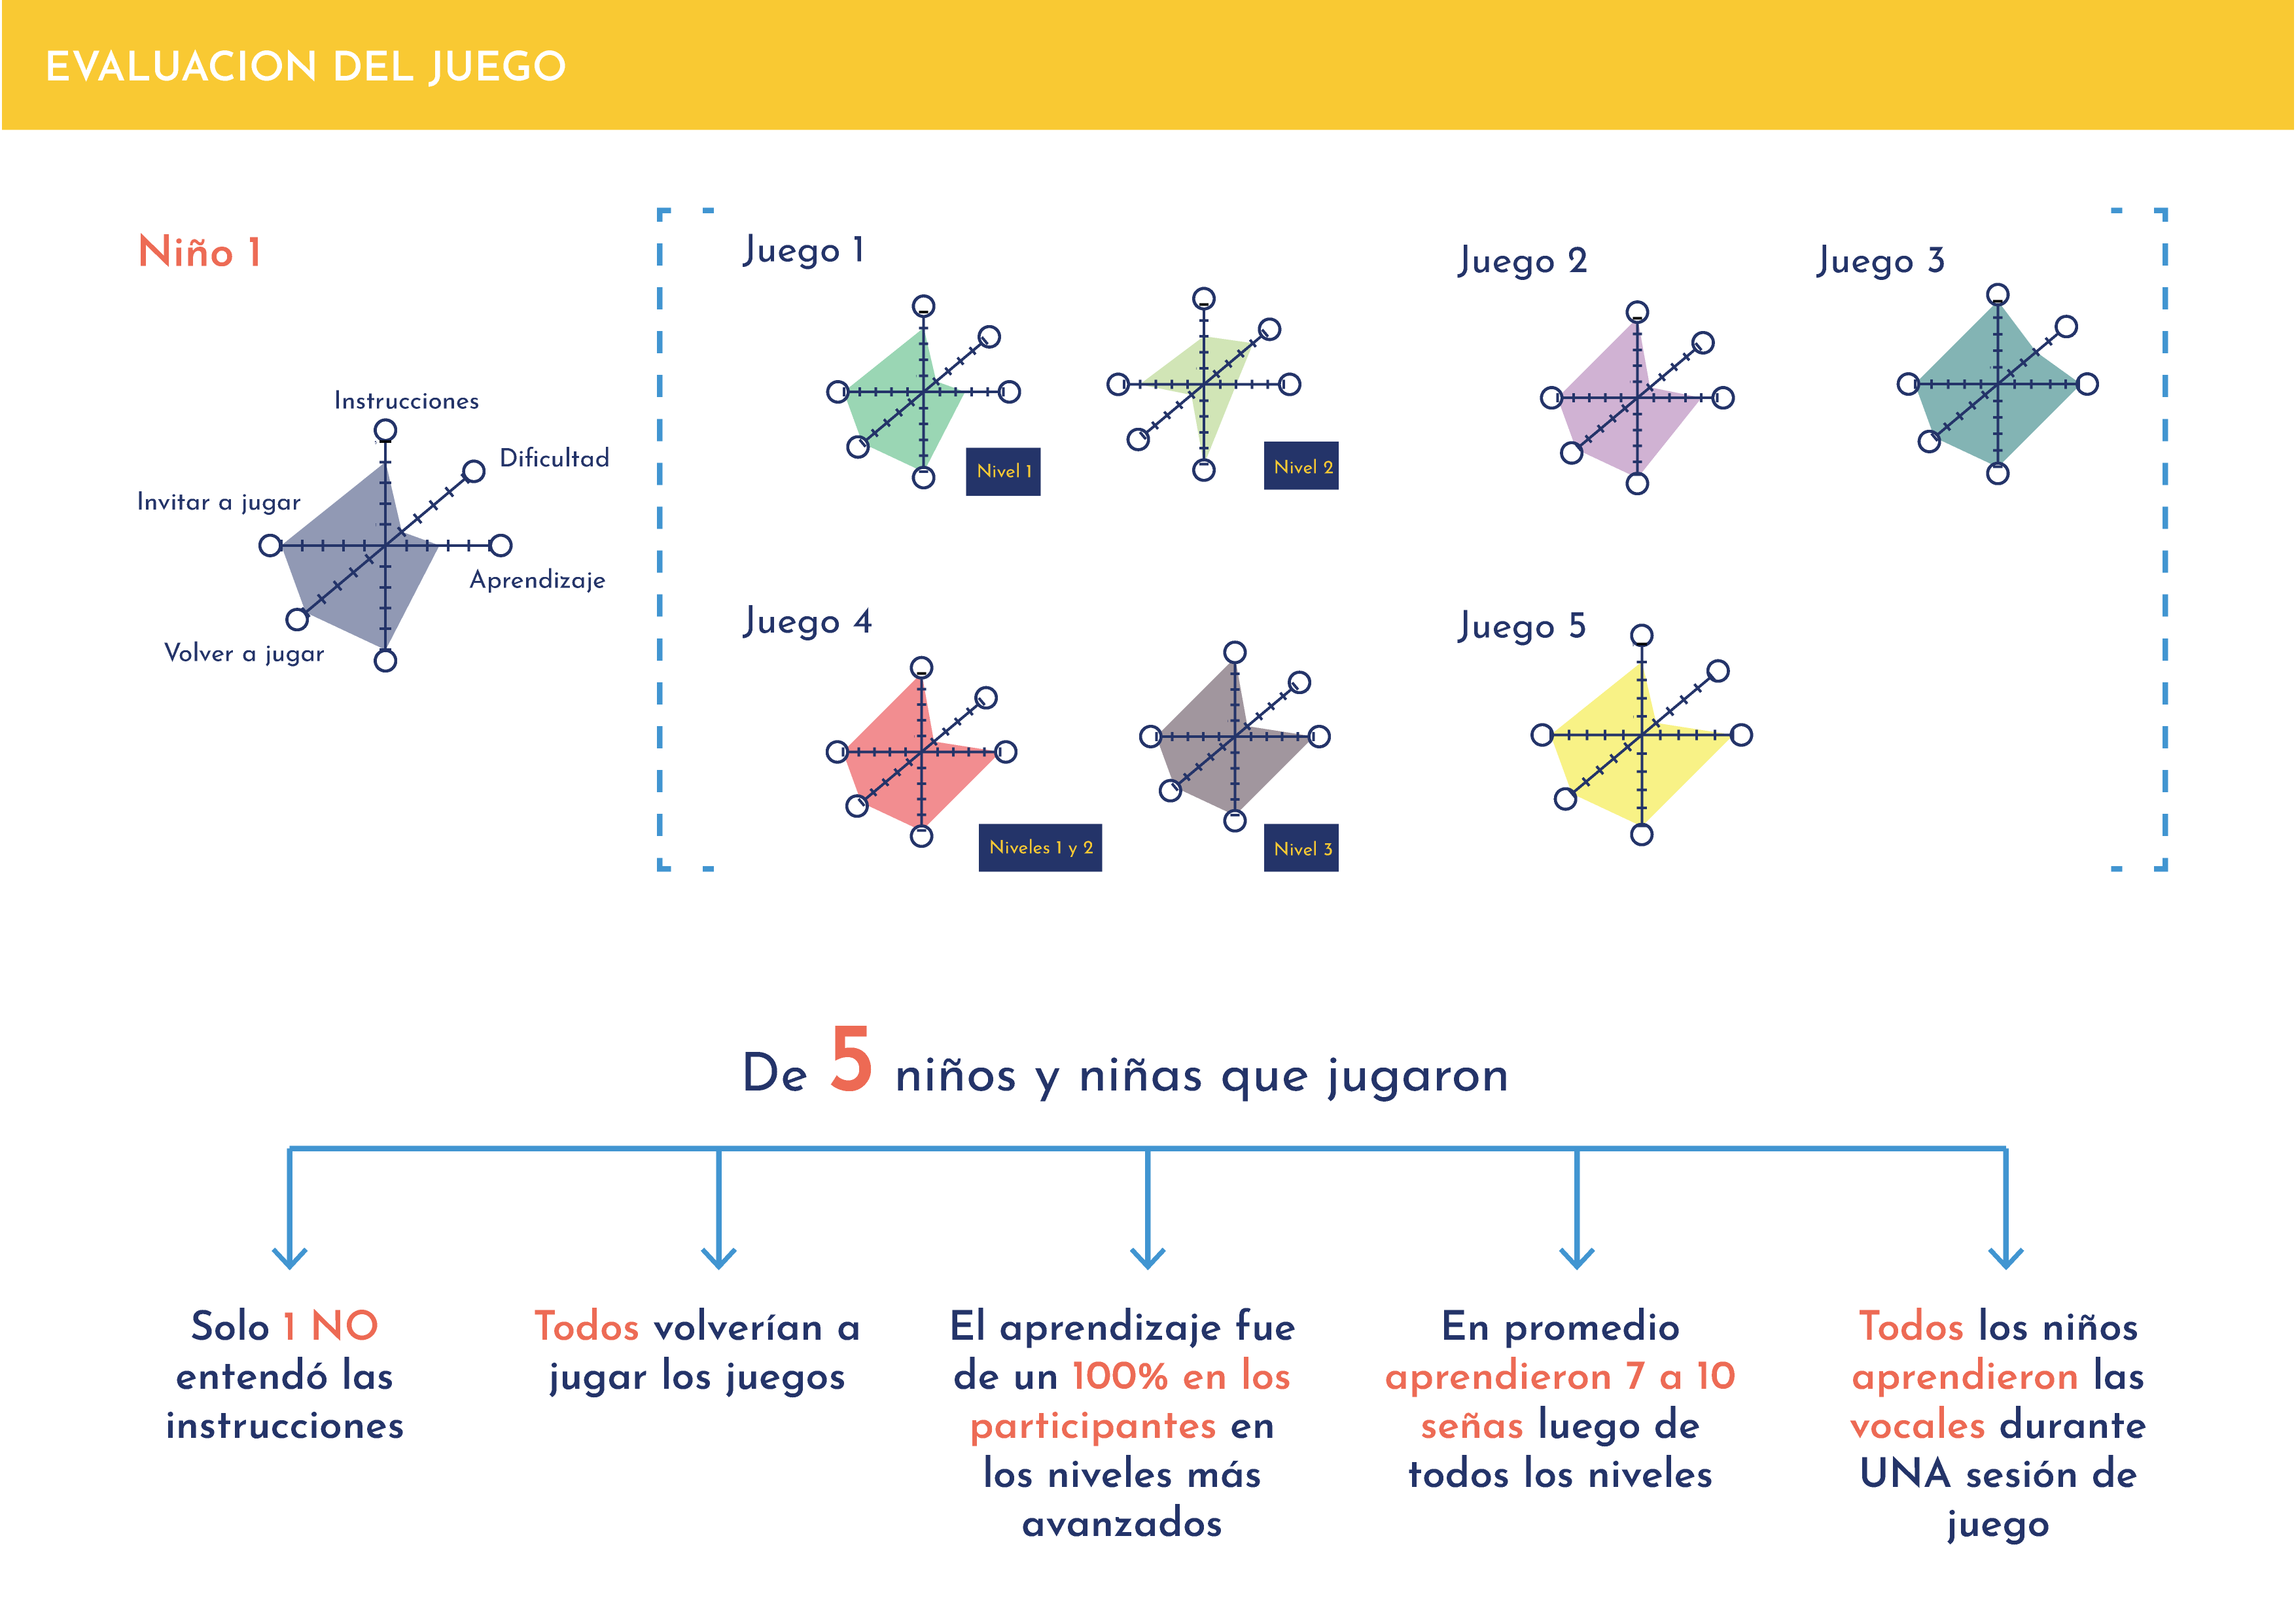 EVALUACION DEL JUEGO
Niño 1
Instrucciones
Dificultad
Invitar a jugar
Aprendizaje
Volver a jugar
Juego 1
Nivel 1
Nivel 2
Juego 2
Juego 3
Juego 4
Niveles 1 y 2
Nivel 3
Juego 5
De 5 niños y niñas que jugaron
Solo 1 NO
entendó las
instrucciones
Todos volverían a
jugar los juegos
El aprendizaje fue
de un 100% en los
participantes en
los niveles más
avanzados
En promedio
aprendieron 7 a 10
señas luego de
todos los niveles
Todos los niños
aprendieron las
vocales durante
UNA sesión de
juego